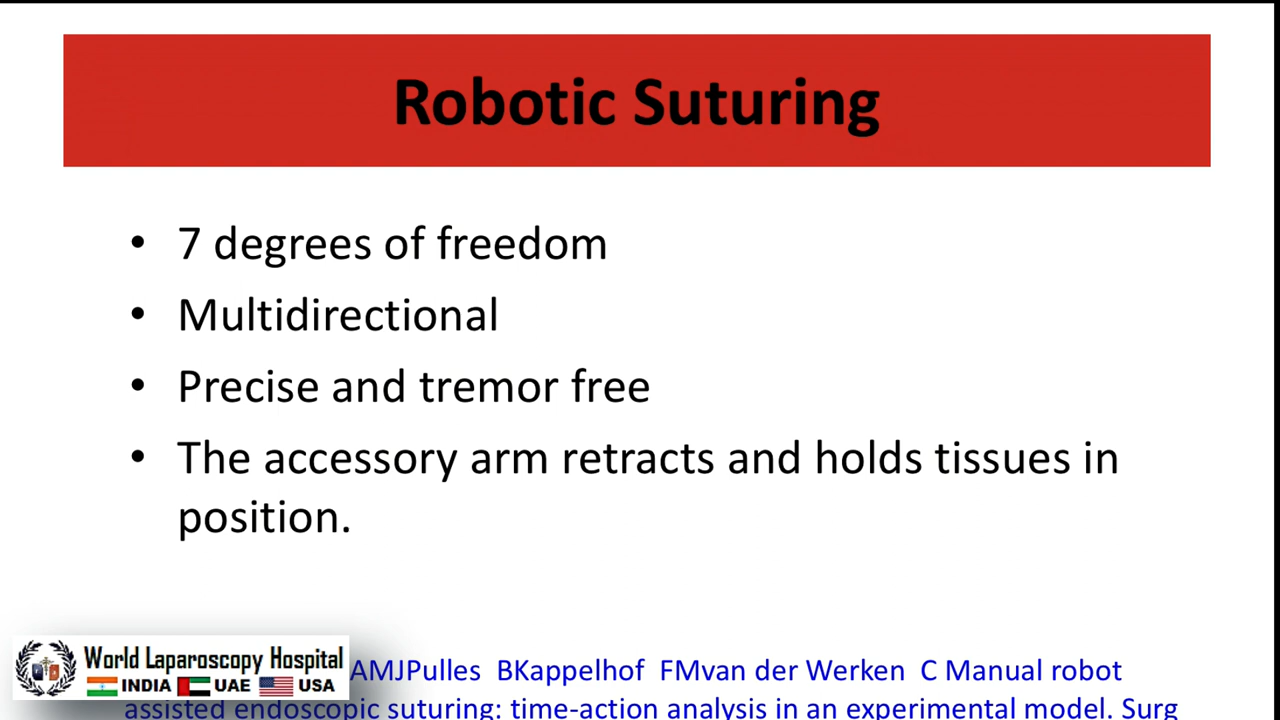 Robotic Suturing
• 7 degrees of freedom
• Multidirectional
• Precise and tremor free
• The accessory arm retracts and holds tissues in
position.
World Laparoscopy Hospital
INDIA UAE USA
AMJPulles BKappelhof FMvan der Werken C Manual robot
assisted endoscopic suturing: time-action analysis in an experimental model. Surg